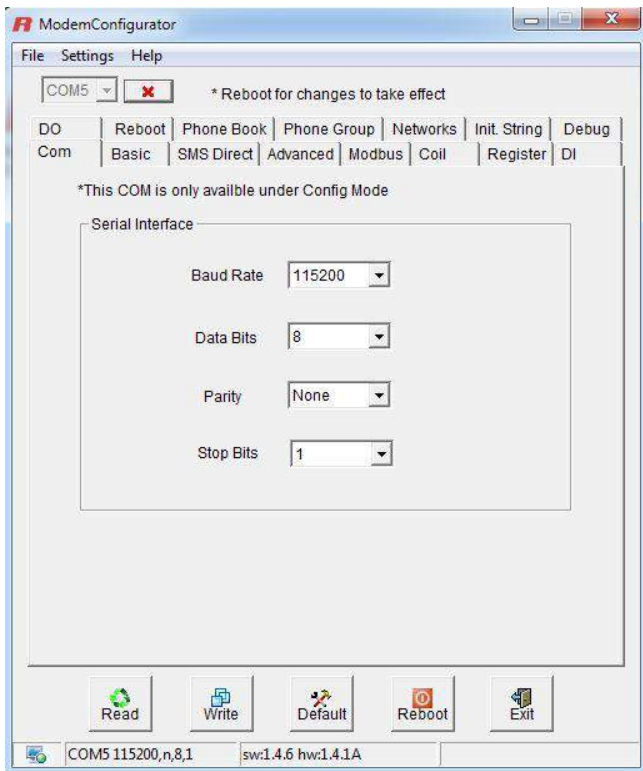 ModemConfigurator
File Settings Help
COM5 * Reboot for changes to take effect
DO Reboot Phone Book Phone Group Networks Init. String Debug
Com Basic SMS Direct Advanced Modbus Coil Register DI
*This COM is only availble under Config Mode
Serial Interface
Baud Rate 115200
Data Bits 8
Parity None
Stop Bits 1
Read Write Default Reboot Exit
COM5 115200,n,8,1 sw:1.4.6 hw:1.4.1A